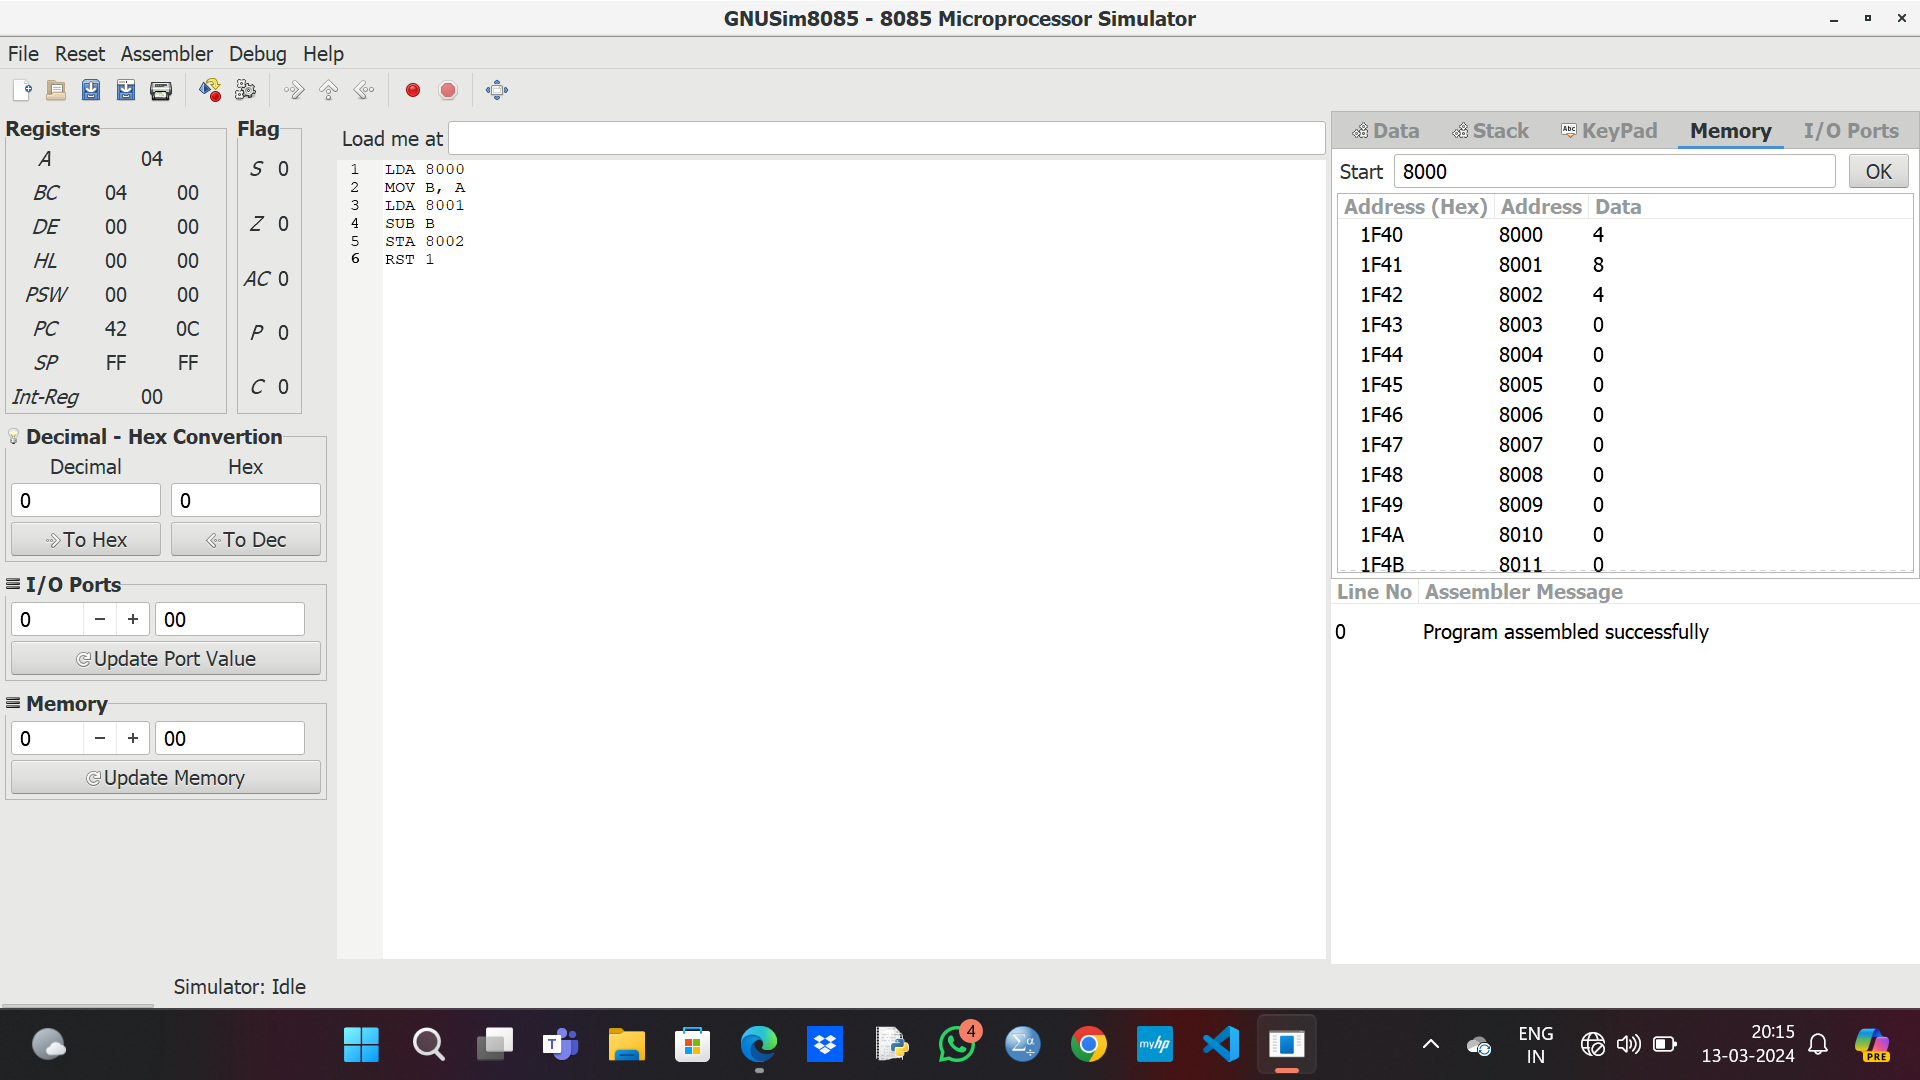 GNUSim8085 - 8085 Microprocessor Simulator
File Reset Assembler Debug Help
Registers
A 04
BC 04 00
DE 00 00
HL 00 00
PSW 00 00
PC 42 0C
SP FF FF
Int-Reg 00
Flag
S 0
Z 0
AC 0
P 0
C 0
Decimal - Hex Convertion
Decimal Hex
0 0
To Hex To Dec
I/O Ports
0 − + 00
Update Port Value
Memory
0 − + 00
Update Memory
Load me at
1 LDA 8000
2 MOV B, A
3 LDA 8001
4 SUB B
5 STA 8002
6 RST 1
Data Stack Abc KeyPad Memory I/O Ports
Start 8000 OK
Address (Hex) Address Data
1F40 8000 4
1F41 8001 8
1F42 8002 4
1F43 8003 0
1F44 8004 0
1F45 8005 0
1F46 8006 0
1F47 8007 0
1F48 8008 0
1F49 8009 0
1F4A 8010 0
1F4B 8011 0
Line No Assembler Message
0 Program assembled successfully
Simulator: Idle
T 4 Σα myhp
ENG
IN
20:15
13-03-2024
PRE